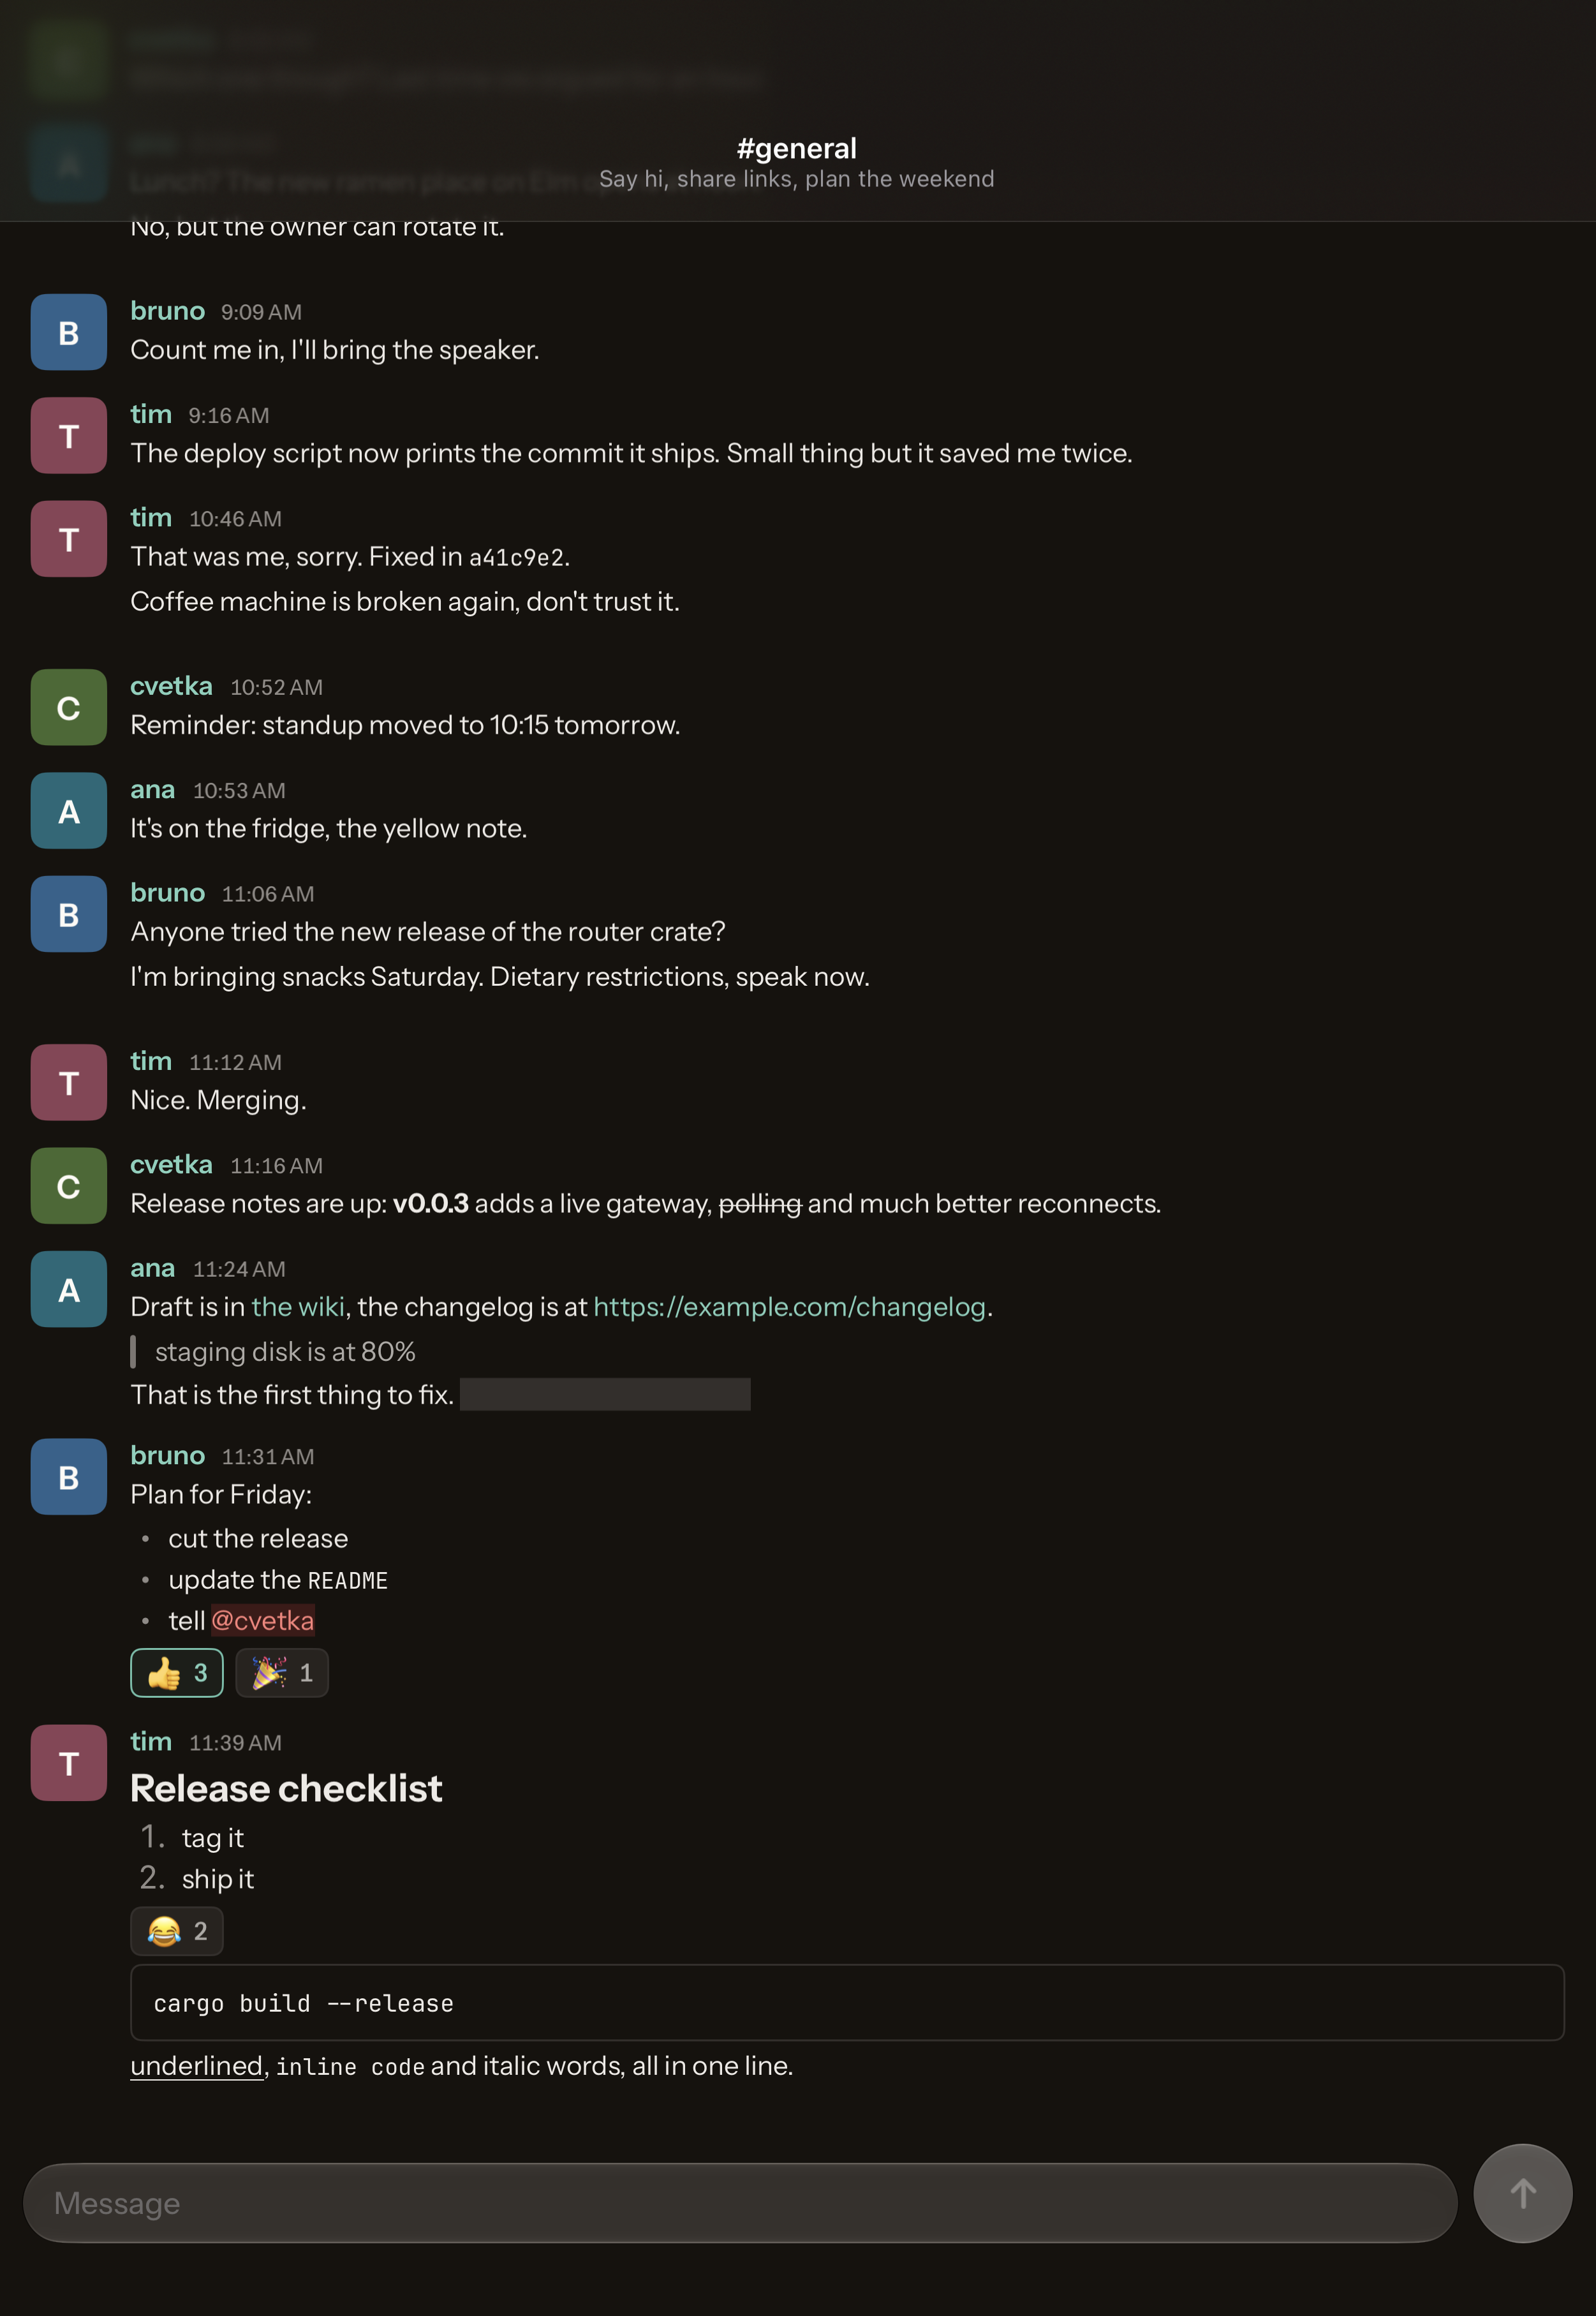 Lunch? The new ramen place on Elm
#general
Say hi, share links, plan the weekend
No, but the owner can rotate it.
B
bruno 9:09 AM
Count me in, I'll bring the speaker.
T
tim 9:16 AM
The deploy script now prints the commit it ships. Small thing but it saved me twice.
T
tim 10:46 AM
That was me, sorry. Fixed in a41c9e2.
Coffee machine is broken again, don't trust it.
C
cvetka 10:52 AM
Reminder: standup moved to 10:15 tomorrow.
A
ana 10:53 AM
It's on the fridge, the yellow note.
B
bruno 11:06 AM
Anyone tried the new release of the router crate?
I'm bringing snacks Saturday. Dietary restrictions, speak now.
T
tim 11:12 AM
Nice. Merging.
C
cvetka 11:16 AM
Release notes are up: v0.0.3 adds a live gateway, polling and much better reconnects.
A
ana 11:24 AM
Draft is in the wiki, the changelog is at https://example.com/changelog.
staging disk is at 80%
That is the first thing to fix.
B
bruno 11:31 AM
Plan for Friday:
• cut the release
• update the README
• tell @cvetka
👍 3 🎉 1
T
tim 11:39 AM
Release checklist
1. tag it
2. ship it
😂 2
cargo build --release
underlined, inline code and italic words, all in one line.
Message